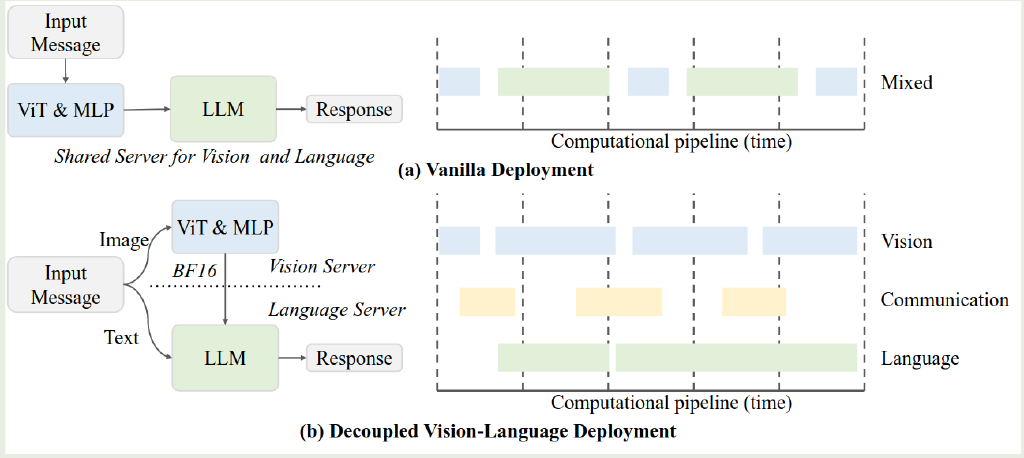 Input
Message
ViT & MLP
LLM
Response
Shared Server for Vision and Language
Mixed
Computational pipeline (time)
(a) Vanilla Deployment
Image
ViT & MLP
Input
Message
BF16
Vision Server
Language Server
Text
LLM
Response
Vision
Communication
Language
Computational pipeline (time)
(b) Decoupled Vision-Language Deployment